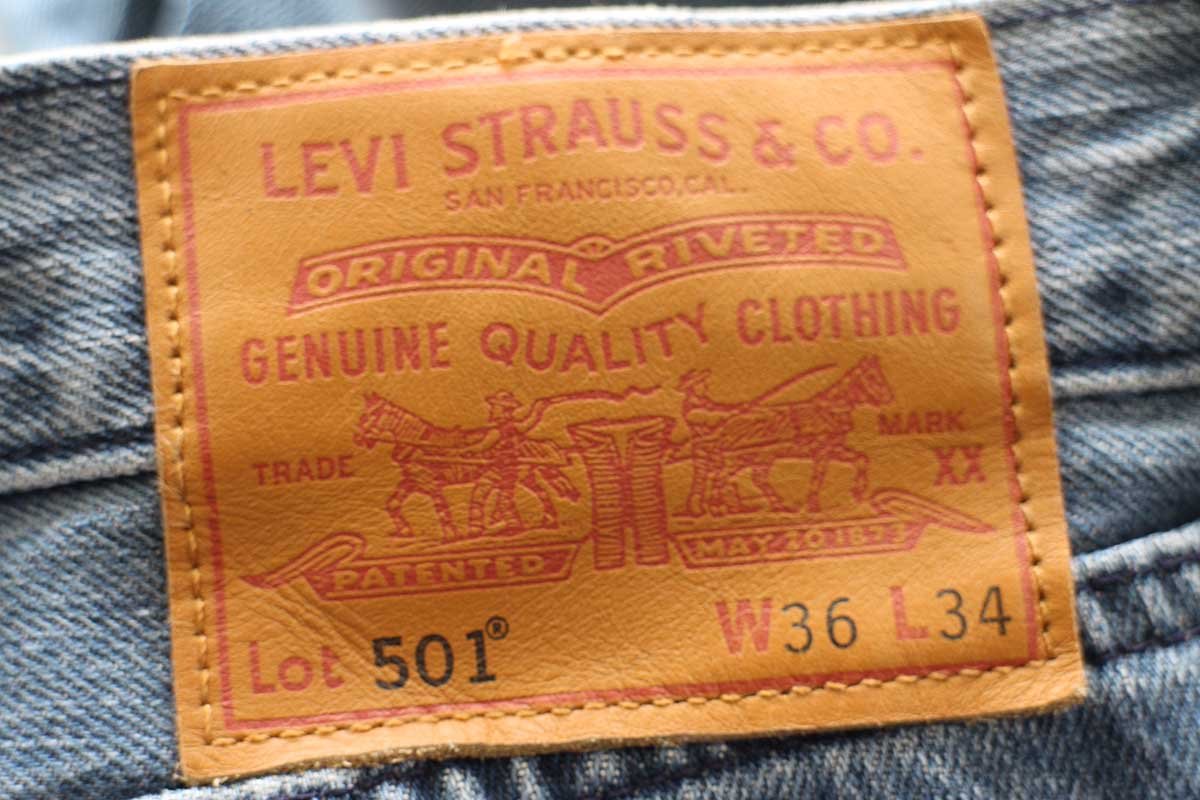 LEVI STRAUSS & CO.
SAN FRANCISCO, CAL.
ORIGINAL RIVETED
GENUINE QUALITY CLOTHING
TRADE MARK
XX
PATENTED MAY 20 1873
Lot 501® W36 L34